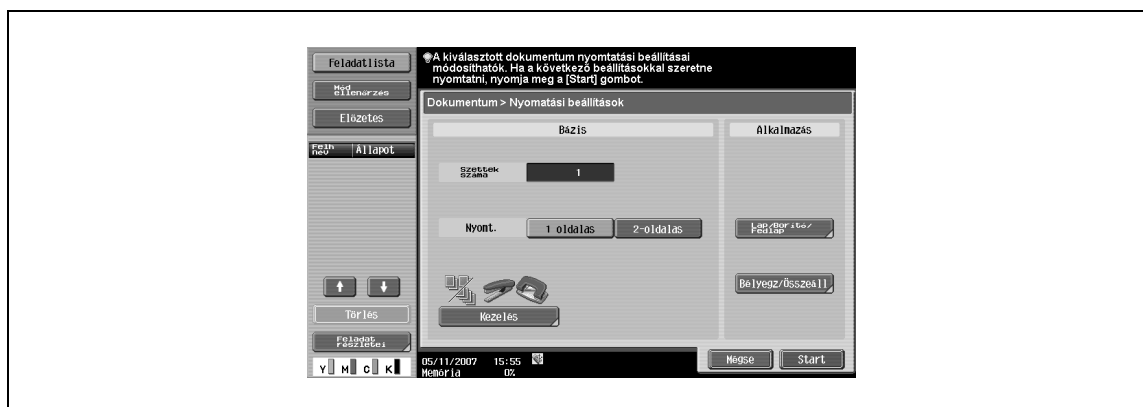 Feladatlista
Mód
ellenőrzés
Előzetes
Felh
név
Állapot
Törlés
Feladat
részletei
Y M C K
A kiválasztott dokumentum nyomtatási beállításai
módosíthatók. Ha a következő beállításokkal szeretne
nyomtatni, nyomja meg a [Start] gombot.
Dokumentum > Nyomatási beállítások
Bázis
Szettek
száma
1
Nyomt.
1 oldalas
2-oldalas
Kezelés
Alkalmazás
Lap/Borító/
Fedlap
Bélyegz/Összeáll
05/11/2007 15:55
Memória 0%
Mégse
Start